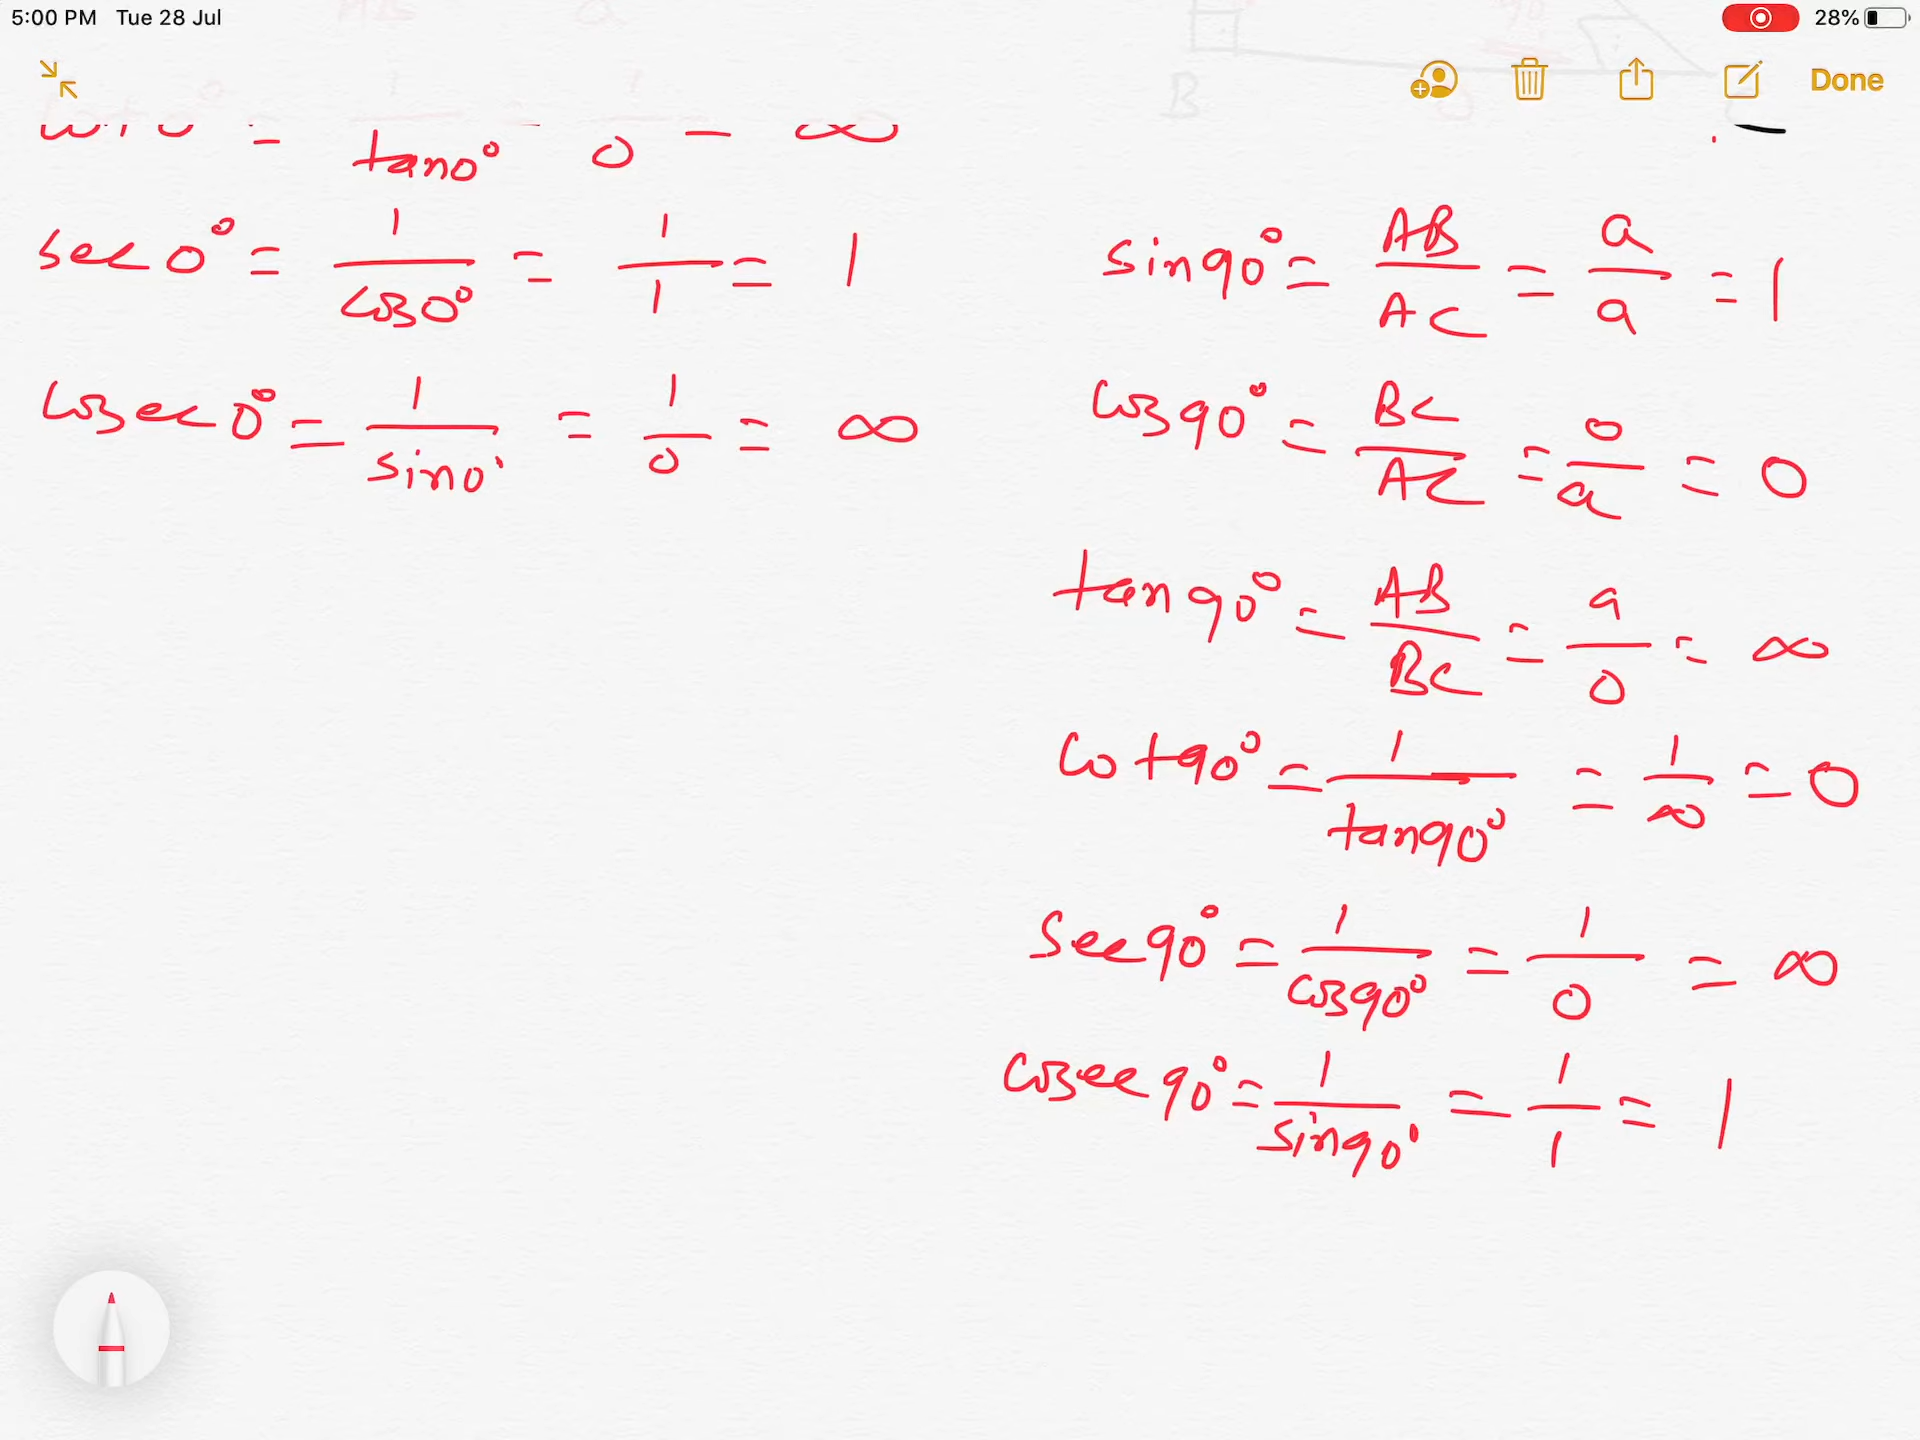 5:00 PM Tue 28 Jul
28%
Done
B
tan0° 0 = ∞
sec 0° = 1/cos0° = 1/1 = 1
cosec 0° = 1/sin0° = 1/0 = ∞
sin90° = AB/AC = a/a = 1
cos90° = BC/AC = 0/a = 0
tan90° = AB/BC = a/0 = ∞
cot90° = 1/tan90° = 1/∞ = 0
sec90° = 1/cos90° = 1/0 = ∞
cosec90° = 1/sin90° = 1/1 = 1